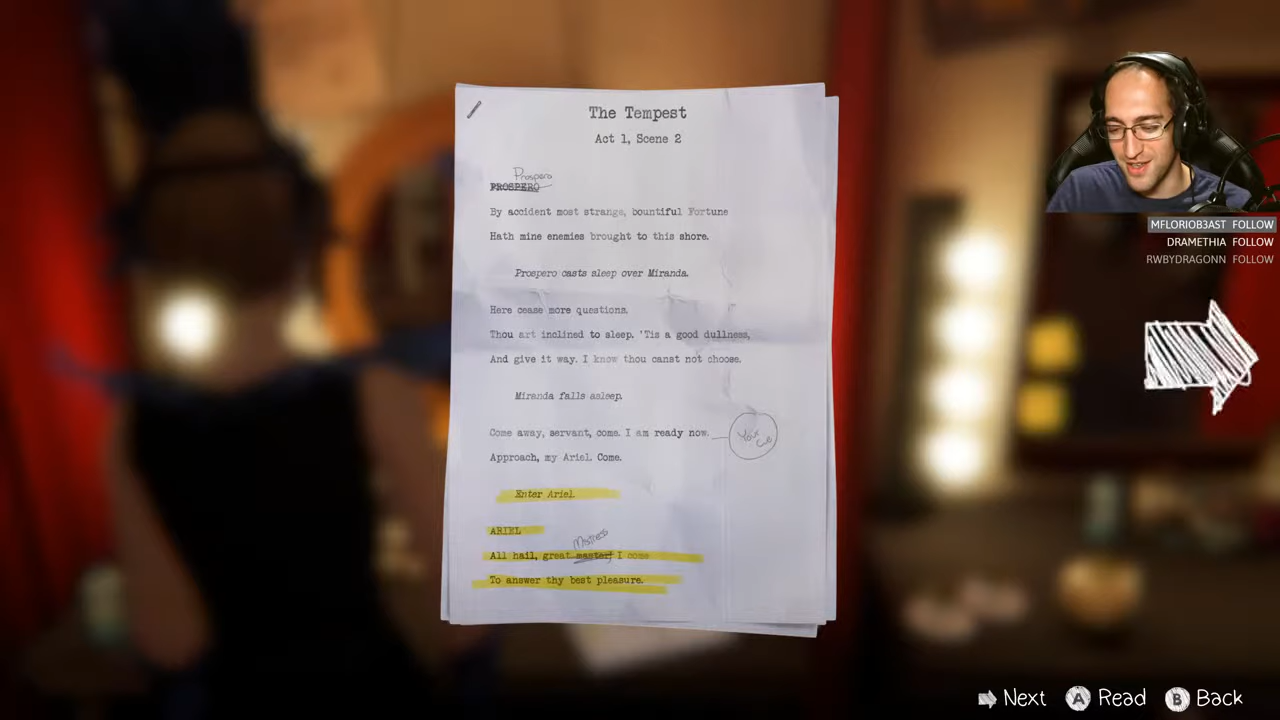 The Tempest
Act 1, Scene 2
Prospero
PROSPERO
By accident most strange, bountiful Fortune
Hath mine enemies brought to this shore.
Prospero casts sleep over Miranda.
Here cease more questions.
Thou art inclined to sleep. 'Tis a good dullness,
And give it way. I know thou canst not choose.
Miranda falls asleep.
Come away, servant, come. I am ready now.
Your cue
Approach, my Ariel. Come.
Enter Ariel.
ARIEL
Mistress
All hail, great master, I come
To answer thy best pleasure.
MFLORIOB3AST FOLLOW
DRAMETHIA FOLLOW
RWBYDRAGONN FOLLOW
Next A Read B Back